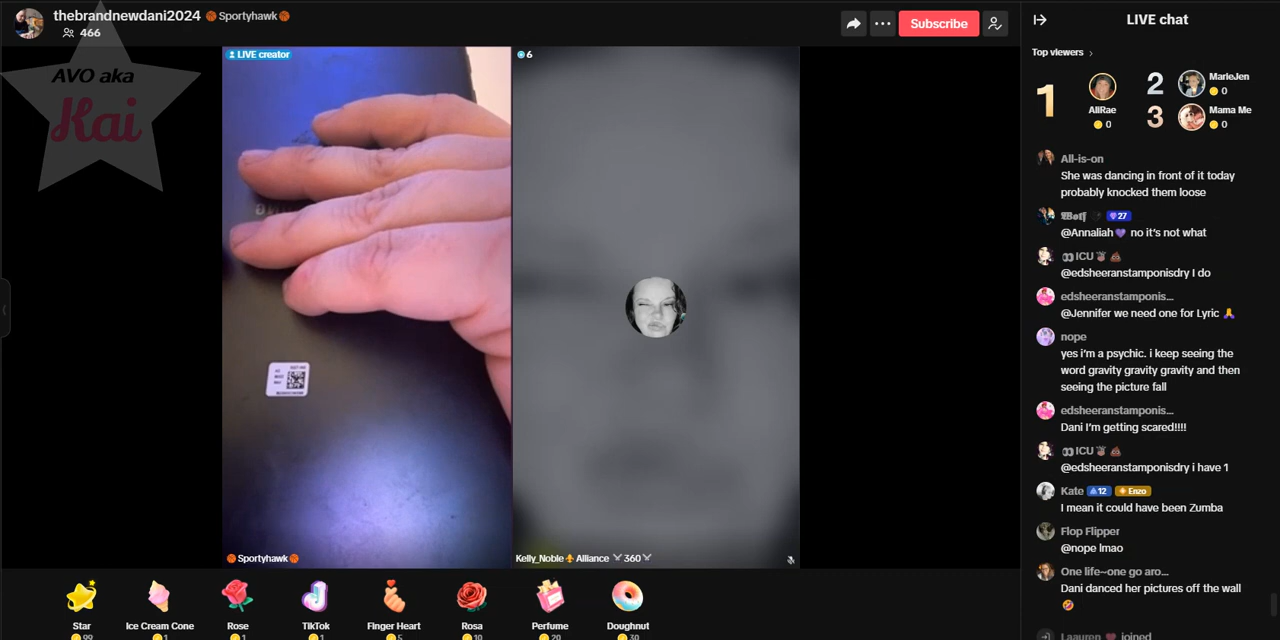 thebrandnewdani2024 🏀 Sportyhawk🏀
466
Subscribe
AVO aka
Kai
LIVE creator
6
🏀 Sportyhawk 🏀
Kelly_Noble⚜️Alliance ⚔360⚔
Star
Ice Cream Cone
Rose
TikTok
Finger Heart
Rosa
Perfume
Doughnut
99
1
1
1
5
10
20
30
LIVE chat
Top viewers
1
AllRae
0
2
MarieJen
0
3
Mama Me
0
All-is-on
She was dancing in front of it today
probably knocked them loose
27
@Annaliah💜 no it's not what
ICU 💩
@edsheeranstamponisdry I do
edsheeranstamponis...
@Jennifer we need one for Lyric
nope
yes i'm a psychic. i keep seeing the
word gravity gravity gravity and then
seeing the picture fall
edsheeranstamponis...
Dani I'm getting scared!!!!
ICU 💩
@edsheeranstamponisdry i have 1
Kate 12 Enzo
I mean it could have been Zumba
Flop Flipper
@nope lmao
One life~one go aro...
Dani danced her pictures off the wall
🤣
Laauren joined